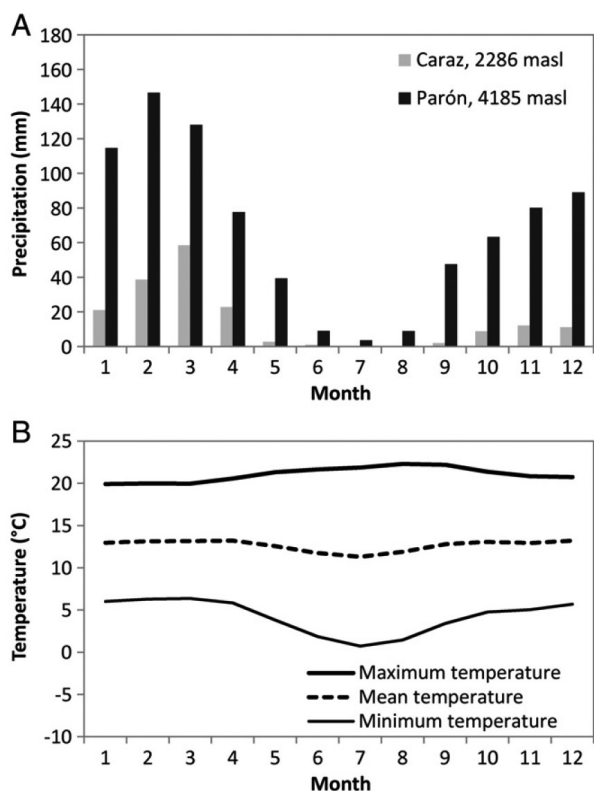 A
180
160
140
120
100
80
60
40
20
0
Precipitation (mm)
Caraz, 2286 masl
Parón, 4185 masl
1 2 3 4 5 6 7 8 9 10 11 12
Month
B
25
20
15
10
5
0
-5
-10
Temperature (°C)
Maximum temperature
Mean temperature
Minimum temperature
1 2 3 4 5 6 7 8 9 10 11 12
Month